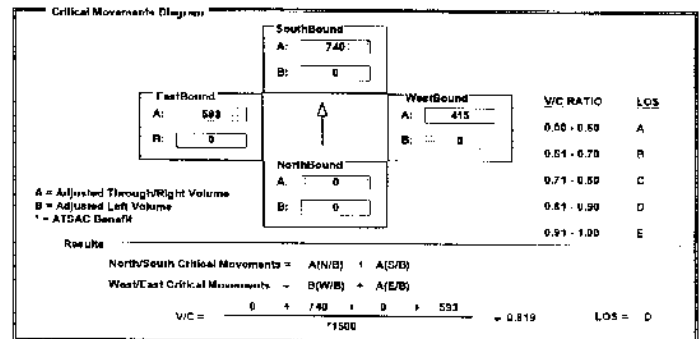 Critical Movements Diagram
SouthBound
A: 740
B: 0
EastBound
A: 593
B: 0
WestBound
A: 415
B: 0
NorthBound
A: 0
B: 0
V/C RATIO LOS
0.00 - 0.60 A
0.61 - 0.70 B
0.71 - 0.80 C
0.81 - 0.90 D
0.91 - 1.00 E
A = Adjusted Through/Right Volume
B = Adjusted Left Volume
* = ATSAC Benefit
Results
North/South Critical Movements = A(N/B) + A(S/B)
West/East Critical Movements = B(W/B) + A(E/B)
V/C = 0 + 740 + 0 + 593 = 0.819 LOS = D
*1500